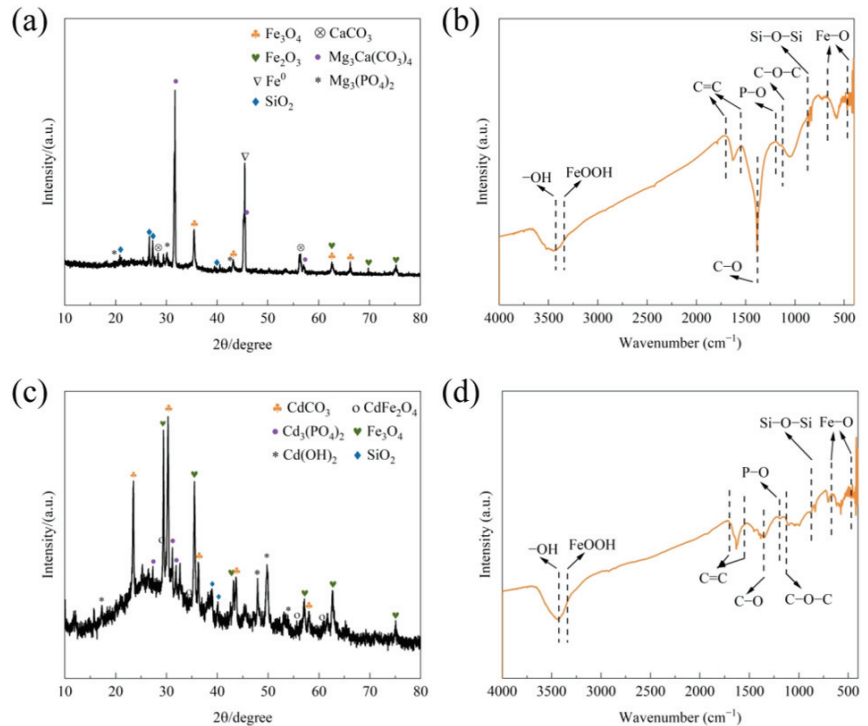 (a)
Fe₃O₄
CaCO₃
Fe₂O₃
Mg₃Ca(CO₃)₄
Fe⁰
Mg₃(PO₄)₂
SiO₂
Intensity/(a.u.)
10 20 30 40 50 60 70 80
2θ/degree
(b)
Si−O−Si
Fe−O
C−O−C
C=C
P−O
−OH
FeOOH
C−O
Intensity (a.u.)
4000 3500 3000 2500 2000 1500 1000 500
Wavenumber (cm⁻¹)
(c)
CdCO₃
CdFe₂O₄
Cd₃(PO₄)₂
Fe₃O₄
Cd(OH)₂
SiO₂
Intensity/(a.u.)
10 20 30 40 50 60 70 80
2θ/degree
(d)
Si−O−Si
Fe−O
P−O
−OH
FeOOH
C=C
C−O
C−O−C
Intensity (a.u.)
4000 3500 3000 2500 2000 1500 1000 500
Wavenumber (cm⁻¹)